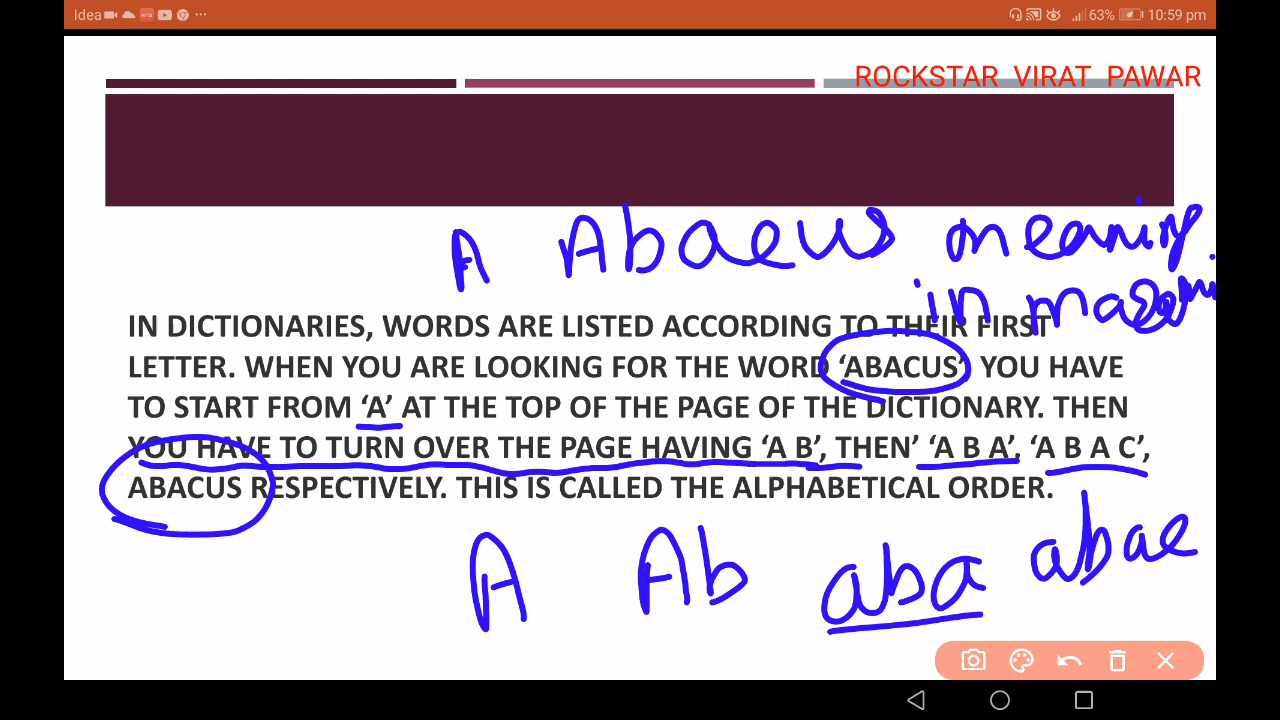 Idea 63% 10:59 pm
ROCKSTAR VIRAT PAWAR
A Abacus meaning
in
IN DICTIONARIES, WORDS ARE LISTED ACCORDING TO THEIR FIRST
LETTER. WHEN YOU ARE LOOKING FOR THE WORD ‘ABACUS’, YOU HAVE
TO START FROM ‘A’ AT THE TOP OF THE PAGE OF THE DICTIONARY. THEN
YOU HAVE TO TURN OVER THE PAGE HAVING ‘A B’, THEN’ ‘A B A’, ‘A B A C’,
ABACUS RESPECTIVELY. THIS IS CALLED THE ALPHABETICAL ORDER.
A Ab aba abac